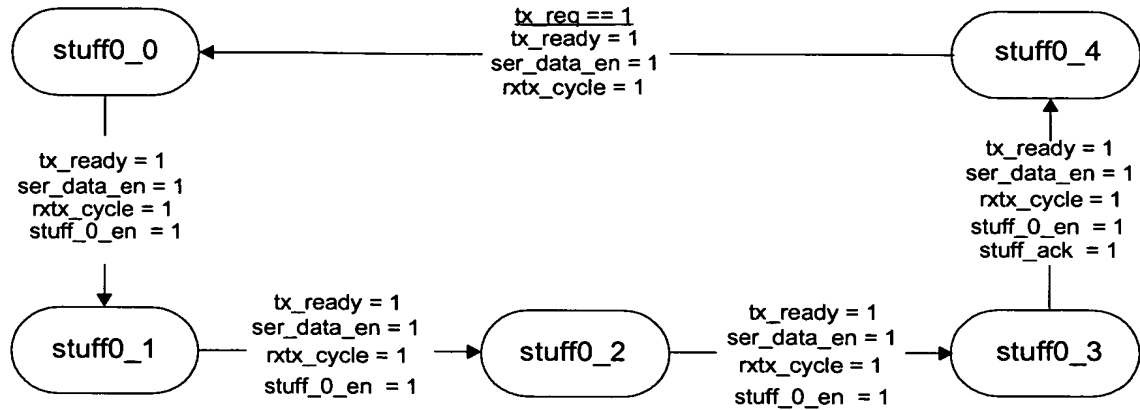 stuff0_0
tx_req == 1
tx_ready = 1
ser_data_en = 1
rxtx_cycle = 1
stuff0_4
tx_ready = 1
ser_data_en = 1
rxtx_cycle = 1
stuff_0_en = 1
tx_ready = 1
ser_data_en = 1
rxtx_cycle = 1
stuff_0_en = 1
stuff_ack = 1
stuff0_1
tx_ready = 1
ser_data_en = 1
rxtx_cycle = 1
stuff_0_en = 1
stuff0_2
tx_ready = 1
ser_data_en = 1
rxtx_cycle = 1
stuff_0_en = 1
stuff0_3